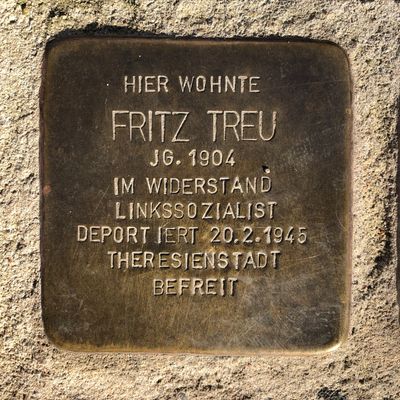 HIER WOHNTE
FRITZ TREU
JG. 1904
IM WIDERSTAND
LINKSSOZIALIST
DEPORTIERT 20.2.1945
THERESIENSTADT
BEFREIT